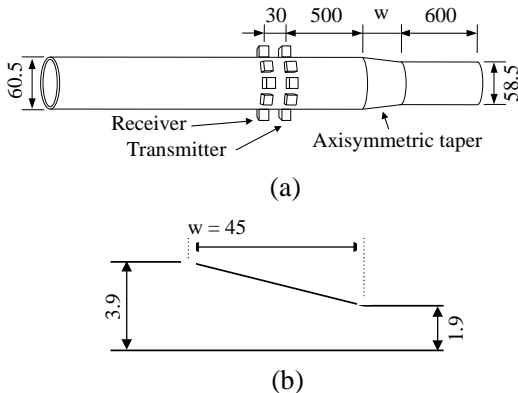 30 500 w 600
60.5
58.5
Receiver
Transmitter
Axisymmetric taper
(a)
w = 45
3.9
1.9
(b)